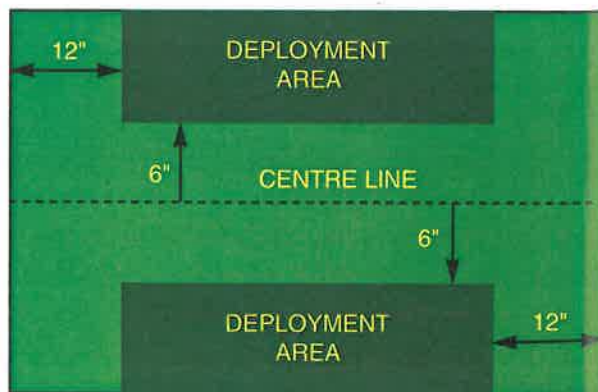 12"
DEPLOYMENT
AREA
6"
CENTRE LINE
6"
DEPLOYMENT
AREA
12"